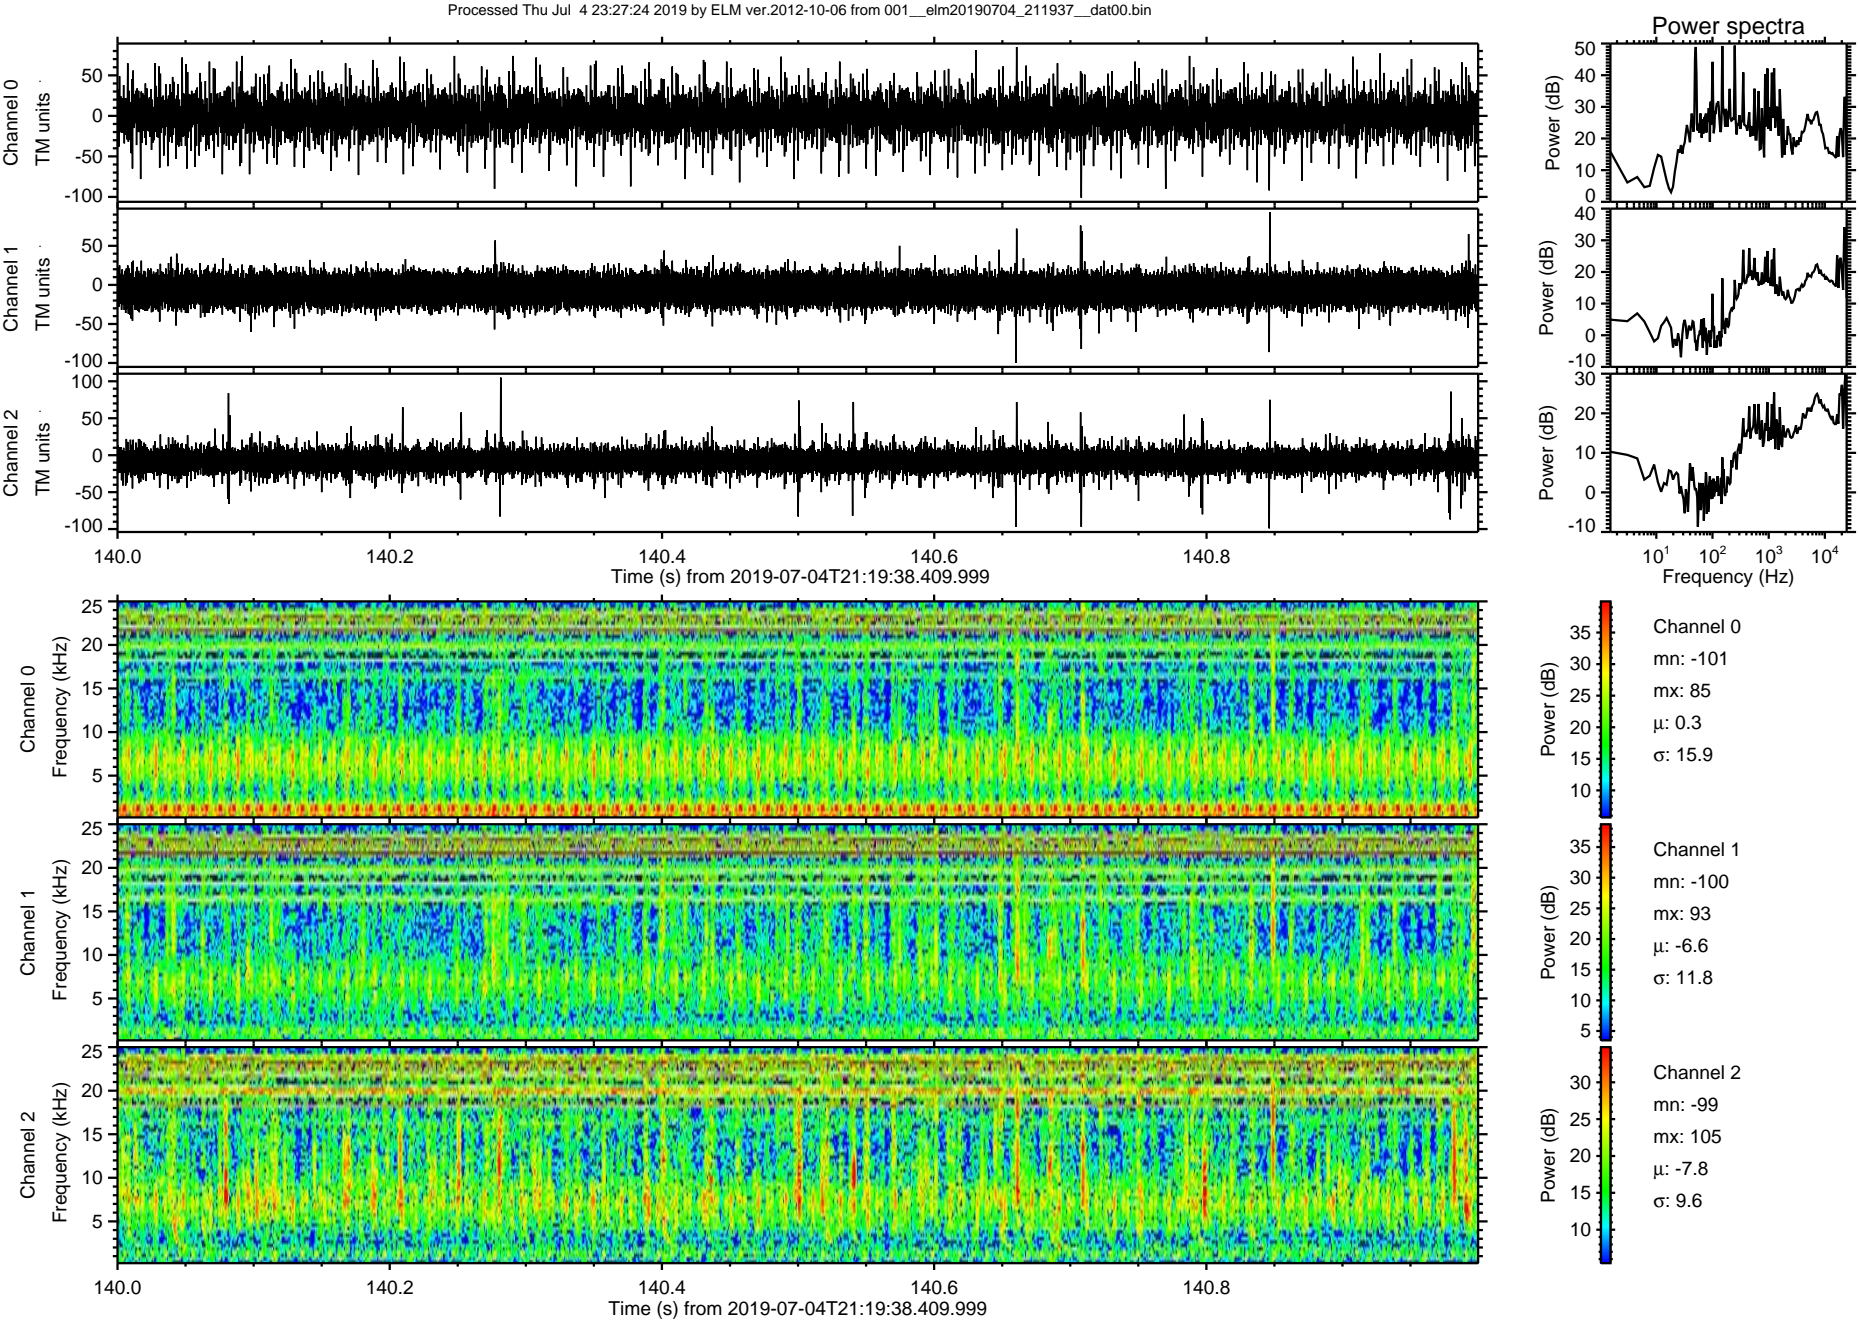 Processed Thu Jul  4 23:27:24 2019 by ELM ver.2012-10-06 from 001__elm20190704_211937__dat00.bin
Power spectra
Channel 0
TM units
50
0
-50
-100
Power (dB)
50
40
30
20
10
0
Channel 1
TM units
50
0
-50
-100
Power (dB)
40
30
20
10
0
-10
Channel 2
TM units
100
50
0
-50
-100
Power (dB)
30
20
10
0
-10
140.0 140.2 140.4 140.6 140.8
Time (s) from 2019-07-04T21:19:38.409.999
10¹ 10² 10³ 10⁴
Frequency (Hz)
Channel 0
Frequency (kHz)
25
20
15
10
5
Power (dB)
35
30
25
20
15
10
Channel 0
mn: -101
mx: 85
μ: 0.3
σ: 15.9
Channel 1
Frequency (kHz)
25
20
15
10
5
Power (dB)
35
30
25
20
15
10
5
Channel 1
mn: -100
mx: 93
μ: -6.6
σ: 11.8
Channel 2
Frequency (kHz)
25
20
15
10
5
Power (dB)
30
25
20
15
10
Channel 2
mn: -99
mx: 105
μ: -7.8
σ: 9.6
140.0 140.2 140.4 140.6 140.8
Time (s) from 2019-07-04T21:19:38.409.999